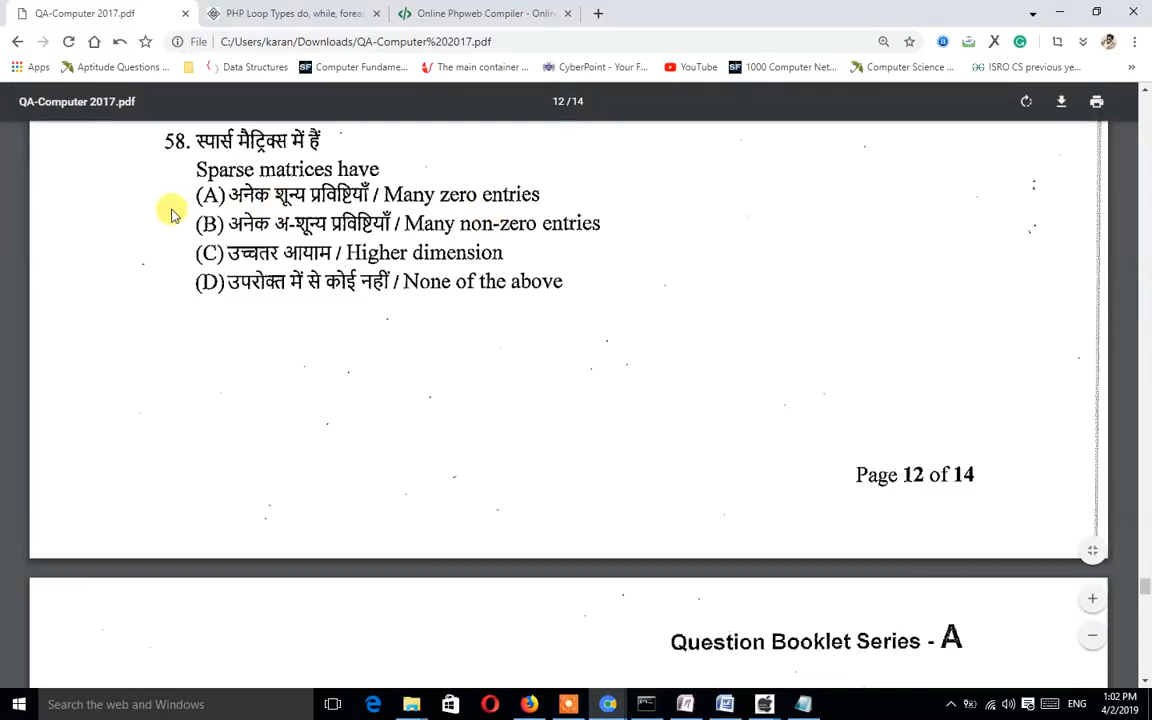 QA-Computer 2017.pdf
PHP Loop Types do, while, forea
Online Phpweb Compiler - Onlin
File C:/Users/karan/Downloads/QA-Computer%202017.pdf
Apps Aptitude Questions ... Data Structures Computer Fundame... The main container ... CyberPoint - Your F... YouTube 1000 Computer Net... Computer Science ... ISRO CS previous ye...
QA-Computer 2017.pdf 12 / 14
58. स्पार्स मैट्रिक्स में हैं
Sparse matrices have
(A) अनेक शून्य प्रविष्टियाँ / Many zero entries
(B) अनेक अ-शून्य प्रविष्टियाँ / Many non-zero entries
(C) उच्चतर आयाम / Higher dimension
(D) उपरोक्त में से कोई नहीं / None of the above
Page 12 of 14
Question Booklet Series - A
Search the web and Windows
ENG
1:02 PM
4/2/2019